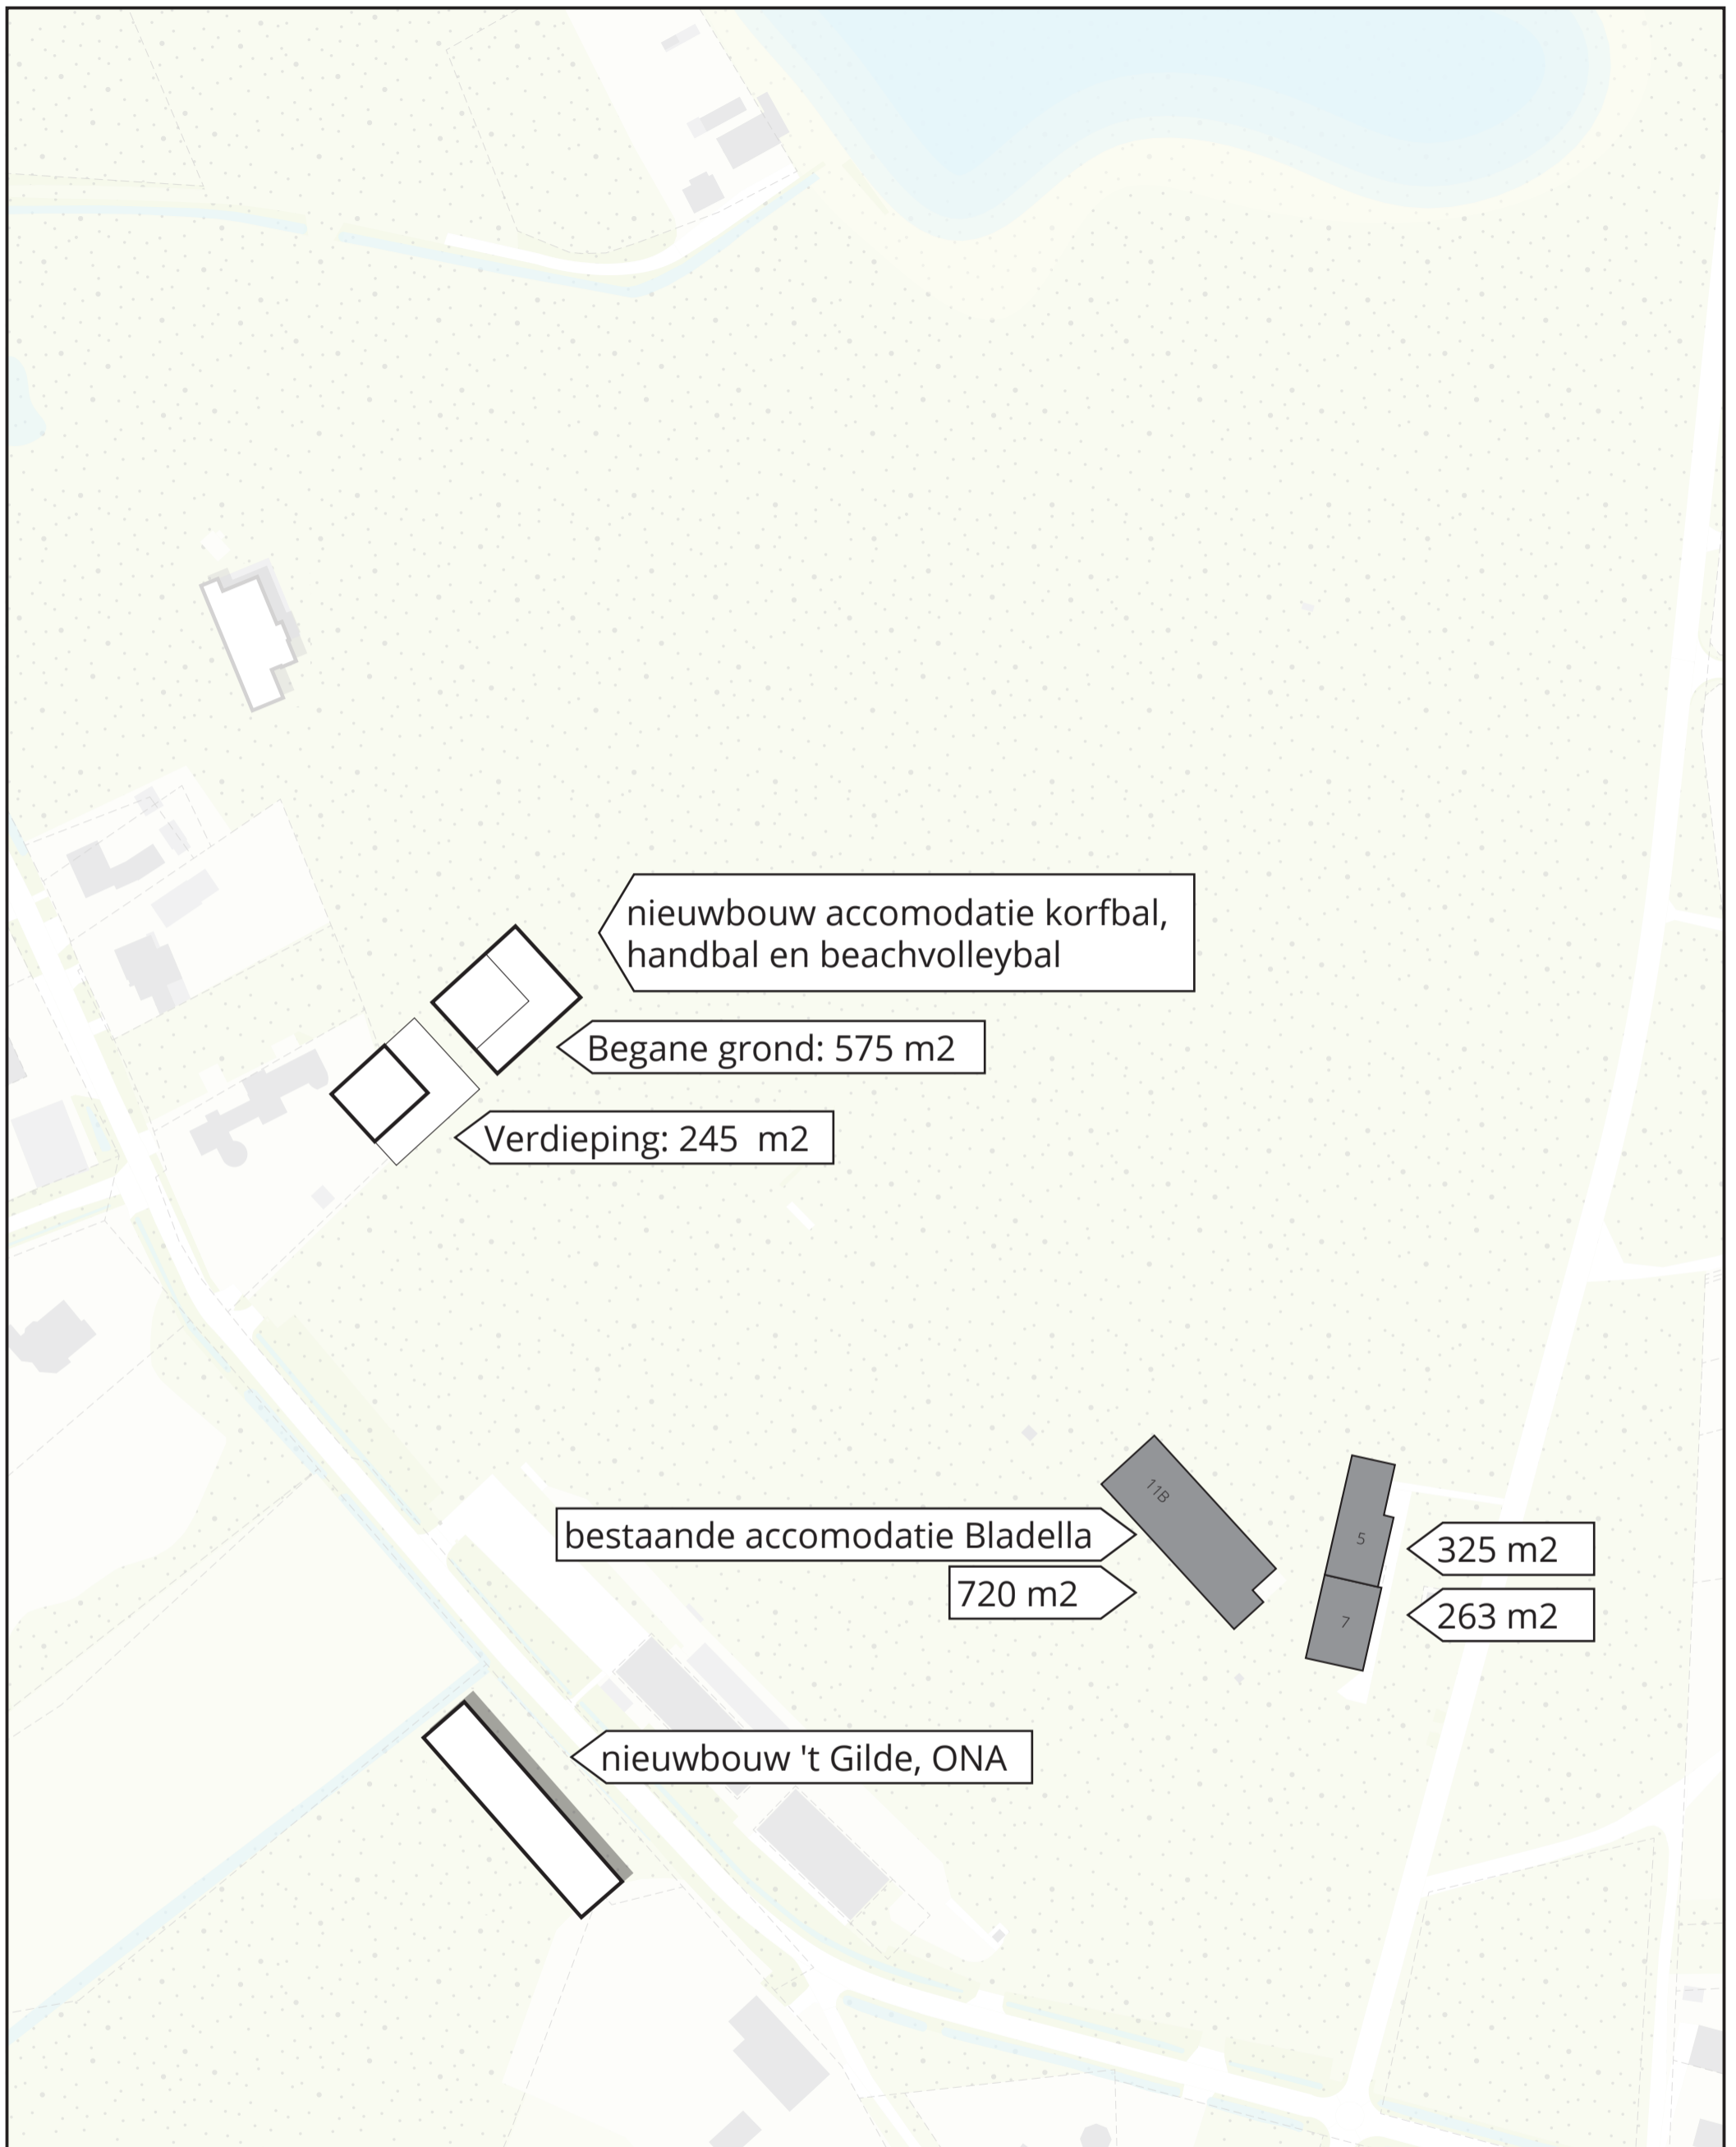 nieuwbouw accomodatie korfbal,
handbal en beachvolleybal
Begane grond: 575 m2
Verdieping: 245  m2
11B
bestaande accomodatie Bladella
720 m2
5
325 m2
7
263 m2
nieuwbouw 't Gilde, ONA